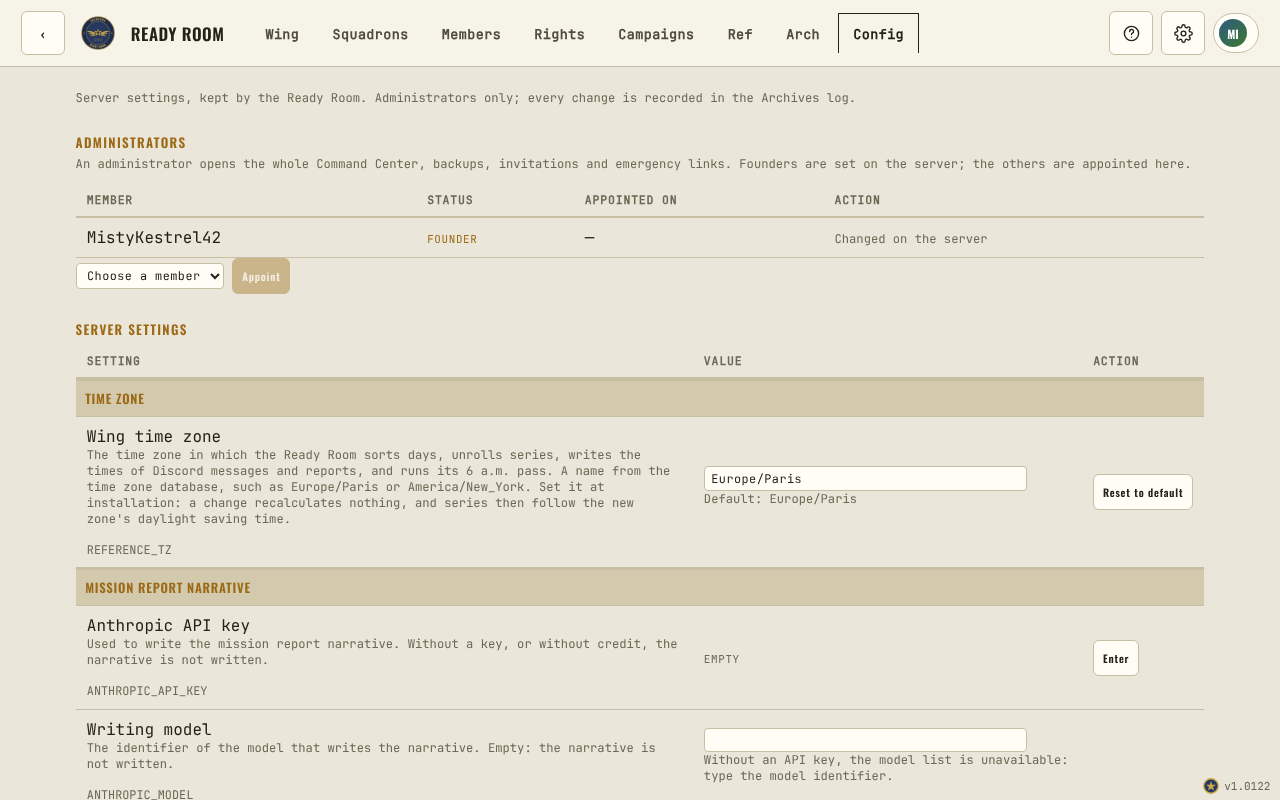 ‹ READY ROOM Wing Squadrons Members Rights Campaigns Ref Arch Config MI
Server settings, kept by the Ready Room. Administrators only; every change is recorded in the Archives log.
ADMINISTRATORS
An administrator opens the whole Command Center, backups, invitations and emergency links. Founders are set on the server; the others are appointed here.
MEMBER STATUS APPOINTED ON ACTION
MistyKestrel42 FOUNDER — Changed on the server
Choose a member Appoint
SERVER SETTINGS
SETTING VALUE ACTION
TIME ZONE
Wing time zone
The time zone in which the Ready Room sorts days, unrolls series, writes the
times of Discord messages and reports, and runs its 6 a.m. pass. A name from the
time zone database, such as Europe/Paris or America/New_York. Set it at
installation: a change recalculates nothing, and series then follow the new
zone's daylight saving time.
REFERENCE_TZ
Europe/Paris
Default: Europe/Paris
Reset to default
MISSION REPORT NARRATIVE
Anthropic API key
Used to write the mission report narrative. Without a key, or without credit, the
narrative is not written.
ANTHROPIC_API_KEY
EMPTY
Enter
Writing model
The identifier of the model that writes the narrative. Empty: the narrative is
not written.
ANTHROPIC_MODEL
Without an API key, the model list is unavailable:
type the model identifier.
v1.0122